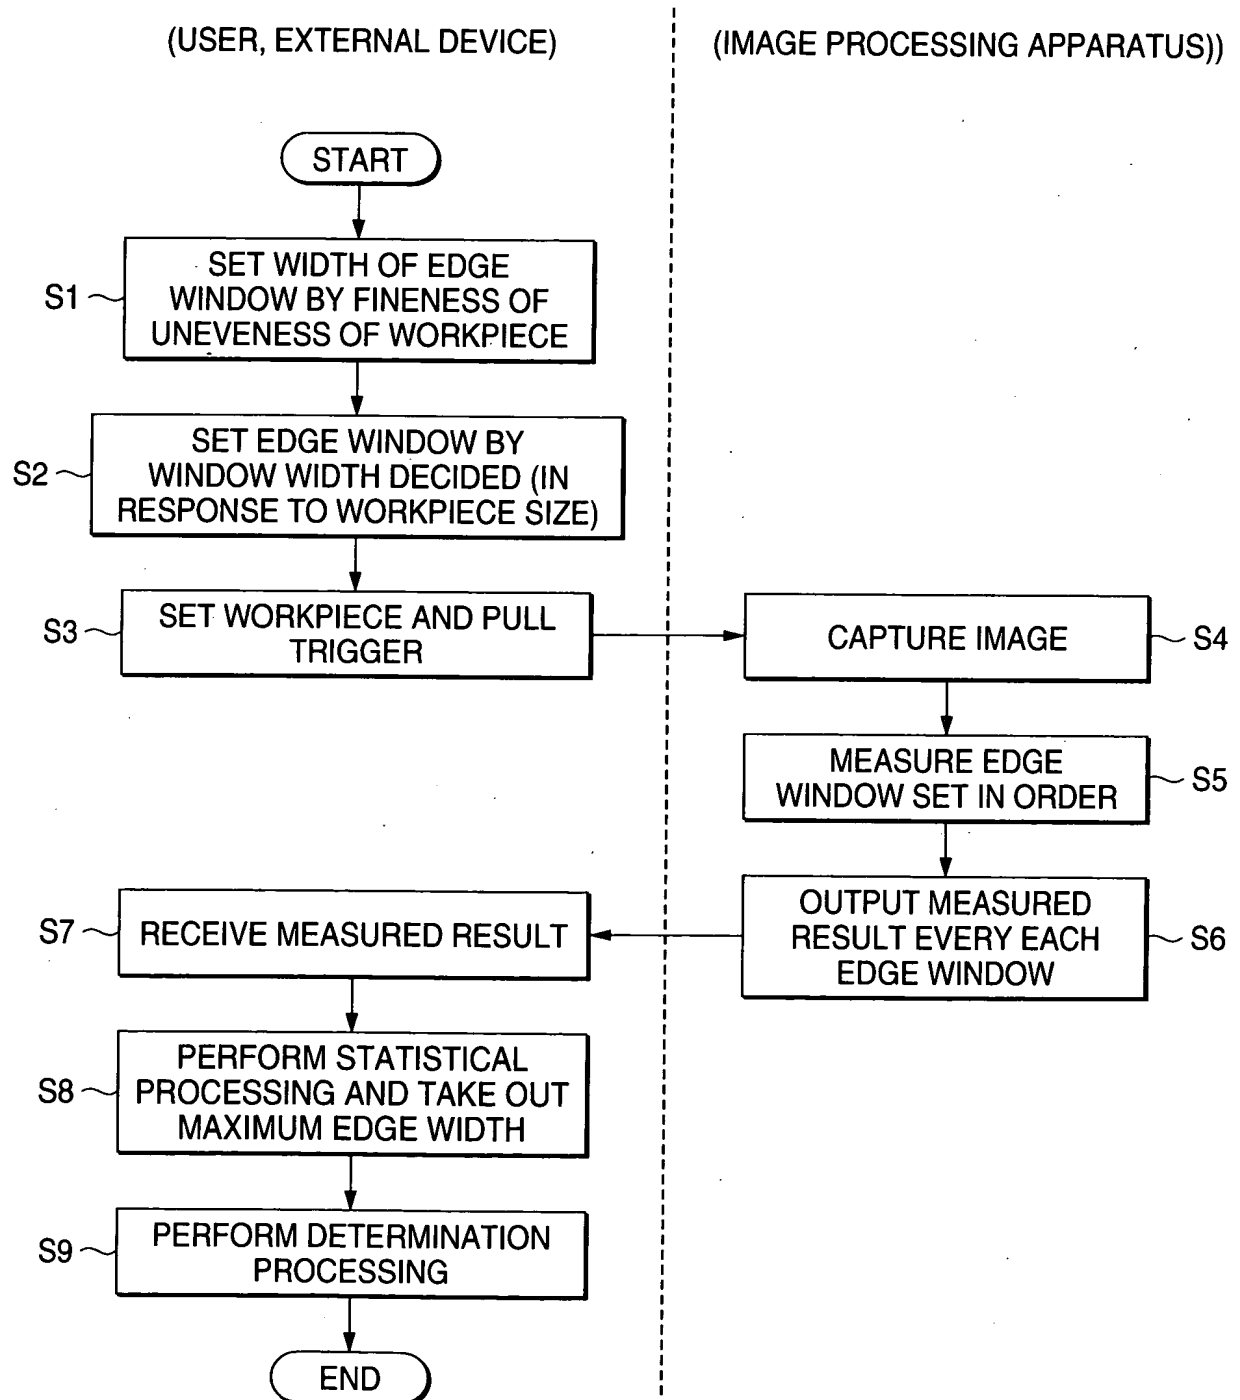 (USER, EXTERNAL DEVICE)
(IMAGE PROCESSING APPARATUS))
START
S1
SET WIDTH OF EDGE
WINDOW BY FINENESS OF
UNEVENESS OF WORKPIECE
S2
SET EDGE WINDOW BY
WINDOW WIDTH DECIDED (IN
RESPONSE TO WORKPIECE SIZE)
S3
SET WORKPIECE AND PULL
TRIGGER
CAPTURE IMAGE
S4
MEASURE EDGE
WINDOW SET IN ORDER
S5
OUTPUT MEASURED
RESULT EVERY EACH
EDGE WINDOW
S6
S7
RECEIVE MEASURED RESULT
S8
PERFORM STATISTICAL
PROCESSING AND TAKE OUT
MAXIMUM EDGE WIDTH
S9
PERFORM DETERMINATION
PROCESSING
END